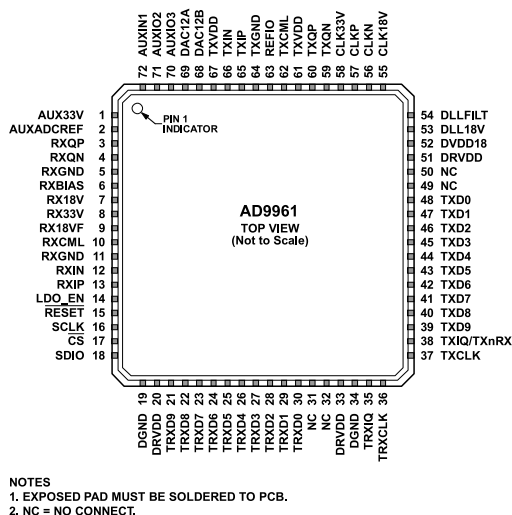 72 AUXIN1
71 AUXIO2
70 AUXIO3
69 DAC12A
68 DAC12B
67 TXVDD
66 TXIN
65 TXIP
64 TXGND
63 REFIO
62 TXCML
61 TXVDD
60 TXQP
59 TXQN
58 CLK33V
57 CLKP
56 CLKN
55 CLK18V
AUX33V 1
AUXADCREF 2
RXQP 3
RXQN 4
RXGND 5
RXBIAS 6
RX18V 7
RX33V 8
RX18VF 9
RXCML 10
RXGND 11
RXIN 12
RXIP 13
LDO_EN 14
RESET 15
SCLK 16
CS 17
SDIO 18
PIN 1
INDICATOR
AD9961
TOP VIEW
(Not to Scale)
54 DLLFILT
53 DLL18V
52 DVDD18
51 DRVDD
50 NC
49 NC
48 TXD0
47 TXD1
46 TXD2
45 TXD3
44 TXD4
43 TXD5
42 TXD6
41 TXD7
40 TXD8
39 TXD9
38 TXIQ/TXnRX
37 TXCLK
DGND 19
DRVDD 20
TRXD9 21
TRXD8 22
TRXD7 23
TRXD6 24
TRXD5 25
TRXD4 26
TRXD3 27
TRXD2 28
TRXD1 29
TRXD0 30
NC 31
NC 32
DRVDD 33
DGND 34
TRXIQ 35
TRXCLK 36
NOTES
1. EXPOSED PAD MUST BE SOLDERED TO PCB.
2. NC = NO CONNECT.